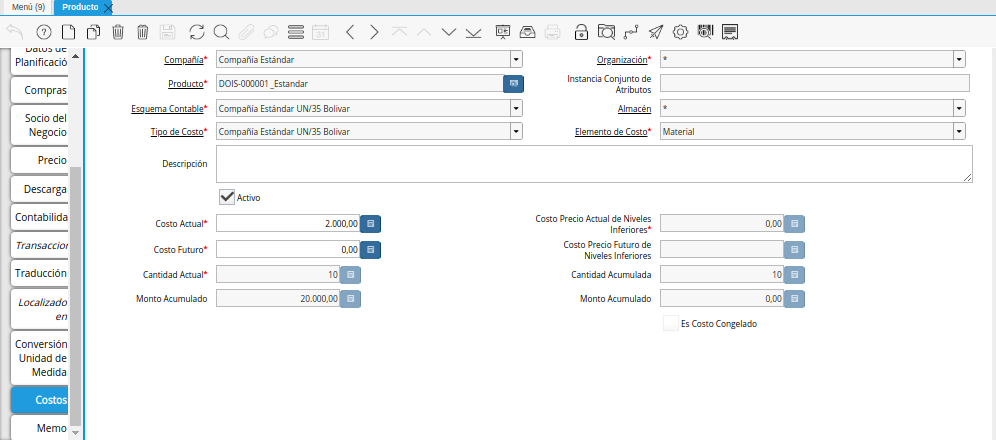 Menú (9)
Producto
31
Datos de
Planificació
Compras
Socio del
Negocio
Precio
Descarga
Contabilida
Transaccior
Traducción
Localizado
en
Conversión
Unidad de
Medida
Costos
Memo
Compañía* Compañía Estándar
Organización* *
Producto* DOIS-000001_Estandar
Instancia Conjunto de
Atributos
Esquema Contable* Compañía Estándar UN/35 Bolivar
Almacén *
Tipo de Costo* Compañía Estándar UN/35 Bolivar
Elemento de Costo* Material
Descripción
Activo
Costo Actual* 2.000,00
Costo Precio Actual de Niveles
Inferiores* 0,00
Costo Futuro* 0,00
Costo Precio Futuro de
Niveles Inferiores
Cantidad Actual* 10
Cantidad Acumulada 10
Monto Acumulado 20.000,00
Monto Acumulado 0,00
Es Costo Congelado